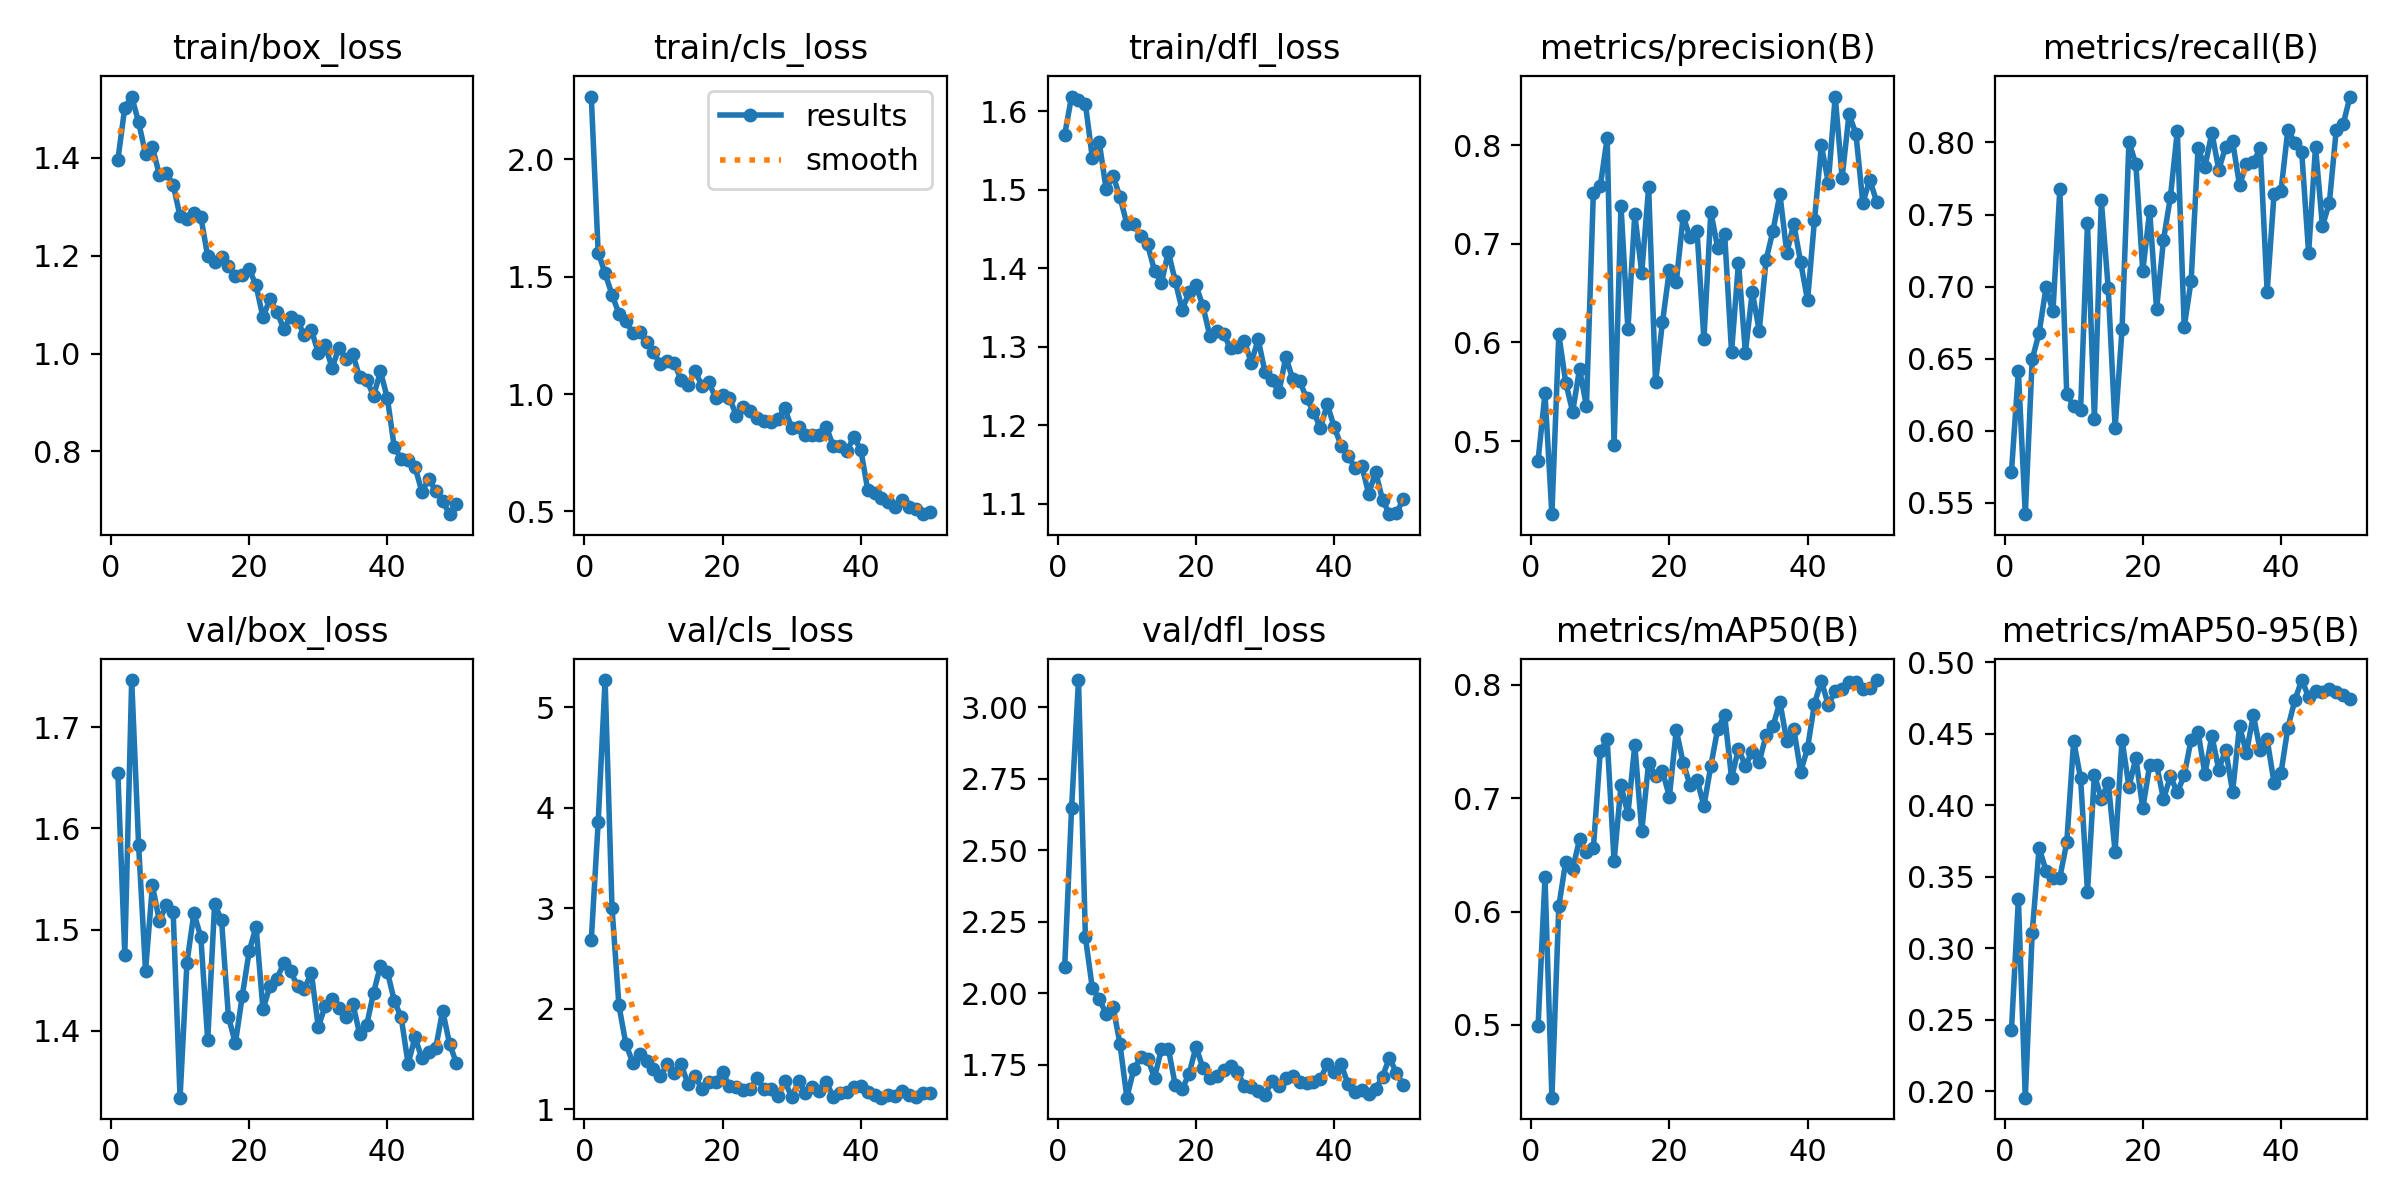 train/box_loss
train/cls_loss
train/dfl_loss
metrics/precision(B)
metrics/recall(B)
results
smooth
1.4
1.2
1.0
0.8
0 20 40
2.0
1.5
1.0
0.5
0 20 40
1.6
1.5
1.4
1.3
1.2
1.1
0 20 40
0.8
0.7
0.6
0.5
0 20 40
0.80
0.75
0.70
0.65
0.60
0.55
0 20 40
val/box_loss
val/cls_loss
val/dfl_loss
metrics/mAP50(B)
metrics/mAP50-95(B)
1.7
1.6
1.5
1.4
0 20 40
5
4
3
2
1
0 20 40
3.00
2.75
2.50
2.25
2.00
1.75
0 20 40
0.8
0.7
0.6
0.5
0 20 40
0.50
0.45
0.40
0.35
0.30
0.25
0.20
0 20 40